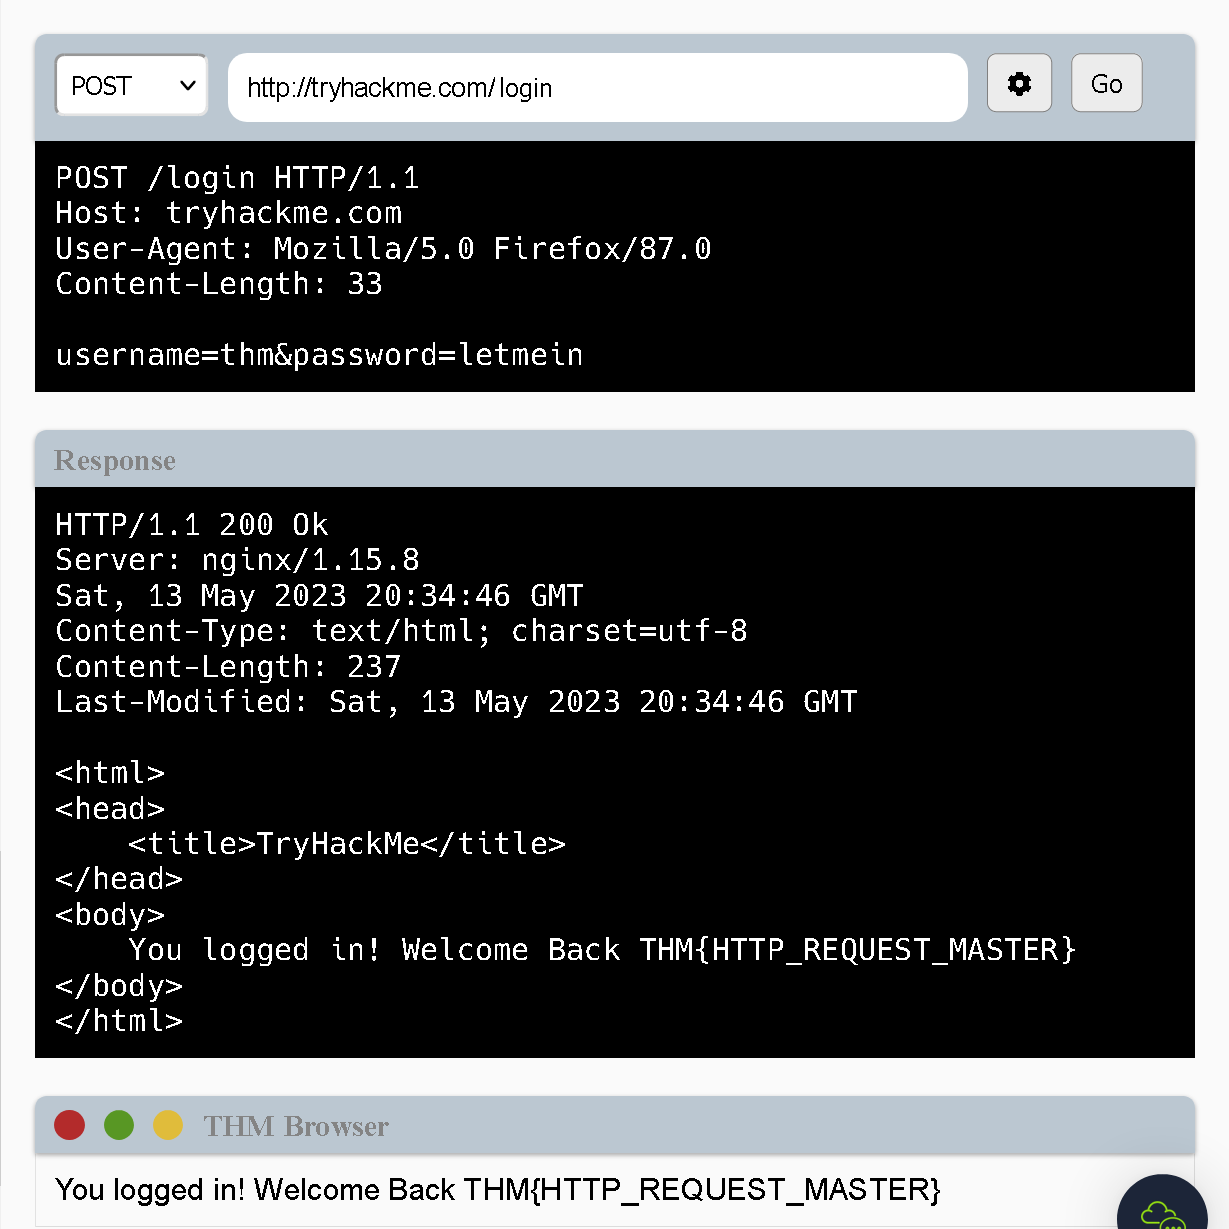 POST
http://tryhackme.com/login
Go
POST /login HTTP/1.1
Host: tryhackme.com
User-Agent: Mozilla/5.0 Firefox/87.0
Content-Length: 33
username=thm&password=letmein
Response
HTTP/1.1 200 Ok
Server: nginx/1.15.8
Sat, 13 May 2023 20:34:46 GMT
Content-Type: text/html; charset=utf-8
Content-Length: 237
Last-Modified: Sat, 13 May 2023 20:34:46 GMT
<html>
<head>
    <title>TryHackMe</title>
</head>
<body>
    You logged in! Welcome Back THM{HTTP_REQUEST_MASTER}
</body>
</html>
THM Browser
You logged in! Welcome Back THM{HTTP_REQUEST_MASTER}